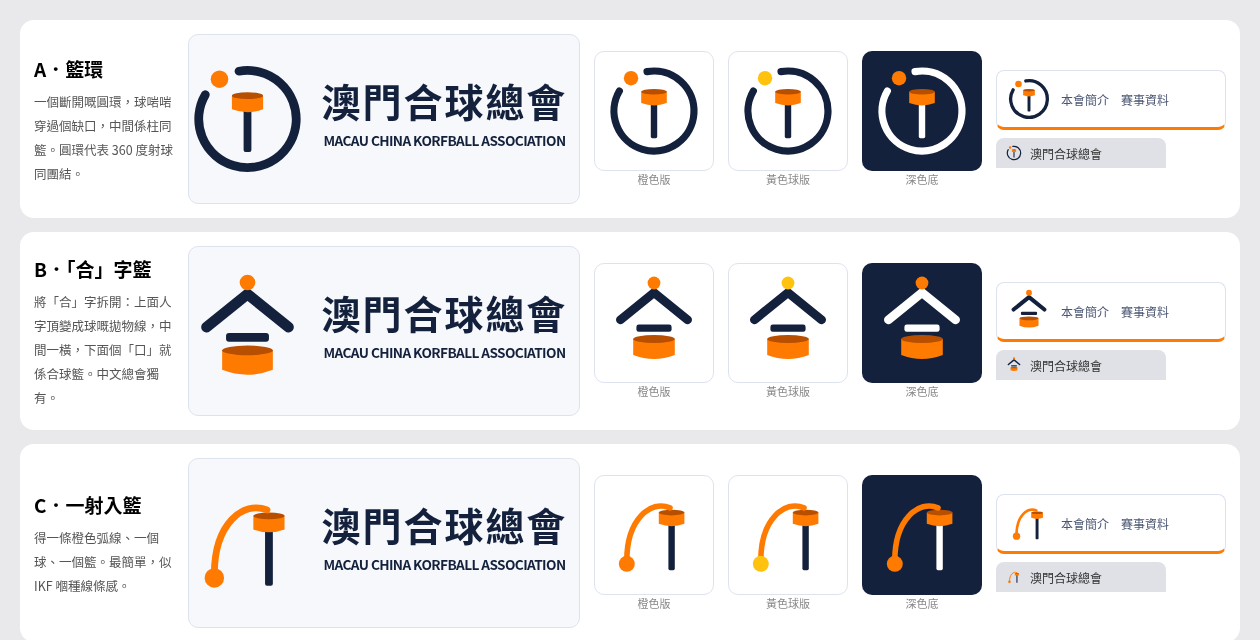 A・籃環
一個斷開嘅圓環，球啱啱
穿過個缺口，中間係柱同
籃。圓環代表 360 度射球
同團結。
澳門合球總會
MACAU CHINA KORFBALL ASSOCIATION
橙色版
黃色球版
深色底
本會簡介 賽事資料
澳門合球總會
B・「合」字籃
將「合」字拆開：上面人
字頂變成球嘅拋物線，中
間一橫，下面個「口」就
係合球籃。中文總會獨
有。
澳門合球總會
MACAU CHINA KORFBALL ASSOCIATION
橙色版
黃色球版
深色底
本會簡介 賽事資料
澳門合球總會
C・一射入籃
得一條橙色弧線、一個
球、一個籃。最簡單，似
IKF 嗰種線條感。
澳門合球總會
MACAU CHINA KORFBALL ASSOCIATION
橙色版
黃色球版
深色底
本會簡介 賽事資料
澳門合球總會